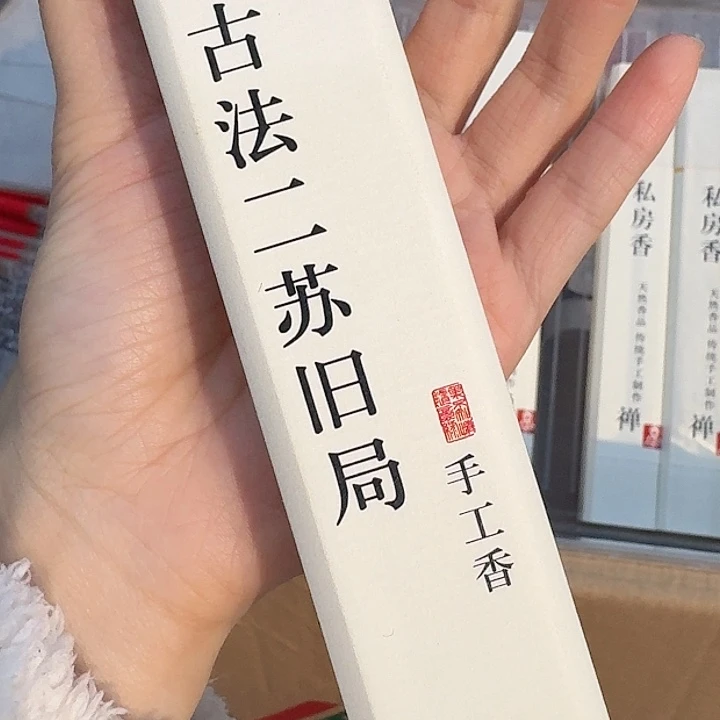 古法二苏旧局
手工香
私房香
天然香品 传统手工制作
禅
私房香
天然香品 传统手工制作
禅